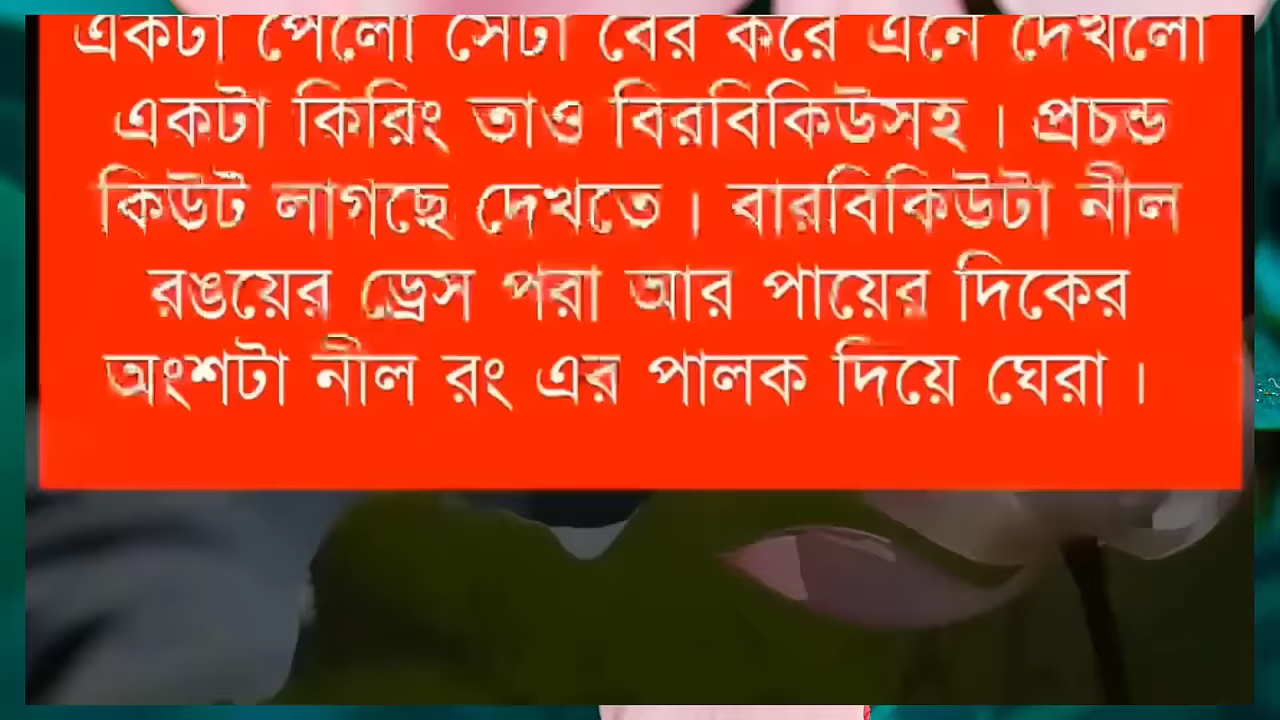 একটা পেলো সেটা বের করে এনে দেখলো
একটা কিরিং তাও বিরবিকিউসহ । প্রচন্ড
কিউট লাগছে দেখতে । বারবিকিউটা নীল
রঙয়ের ড্রেস পরা আর পায়ের দিকের
অংশটা নীল রং এর পালক দিয়ে ঘেরা ।